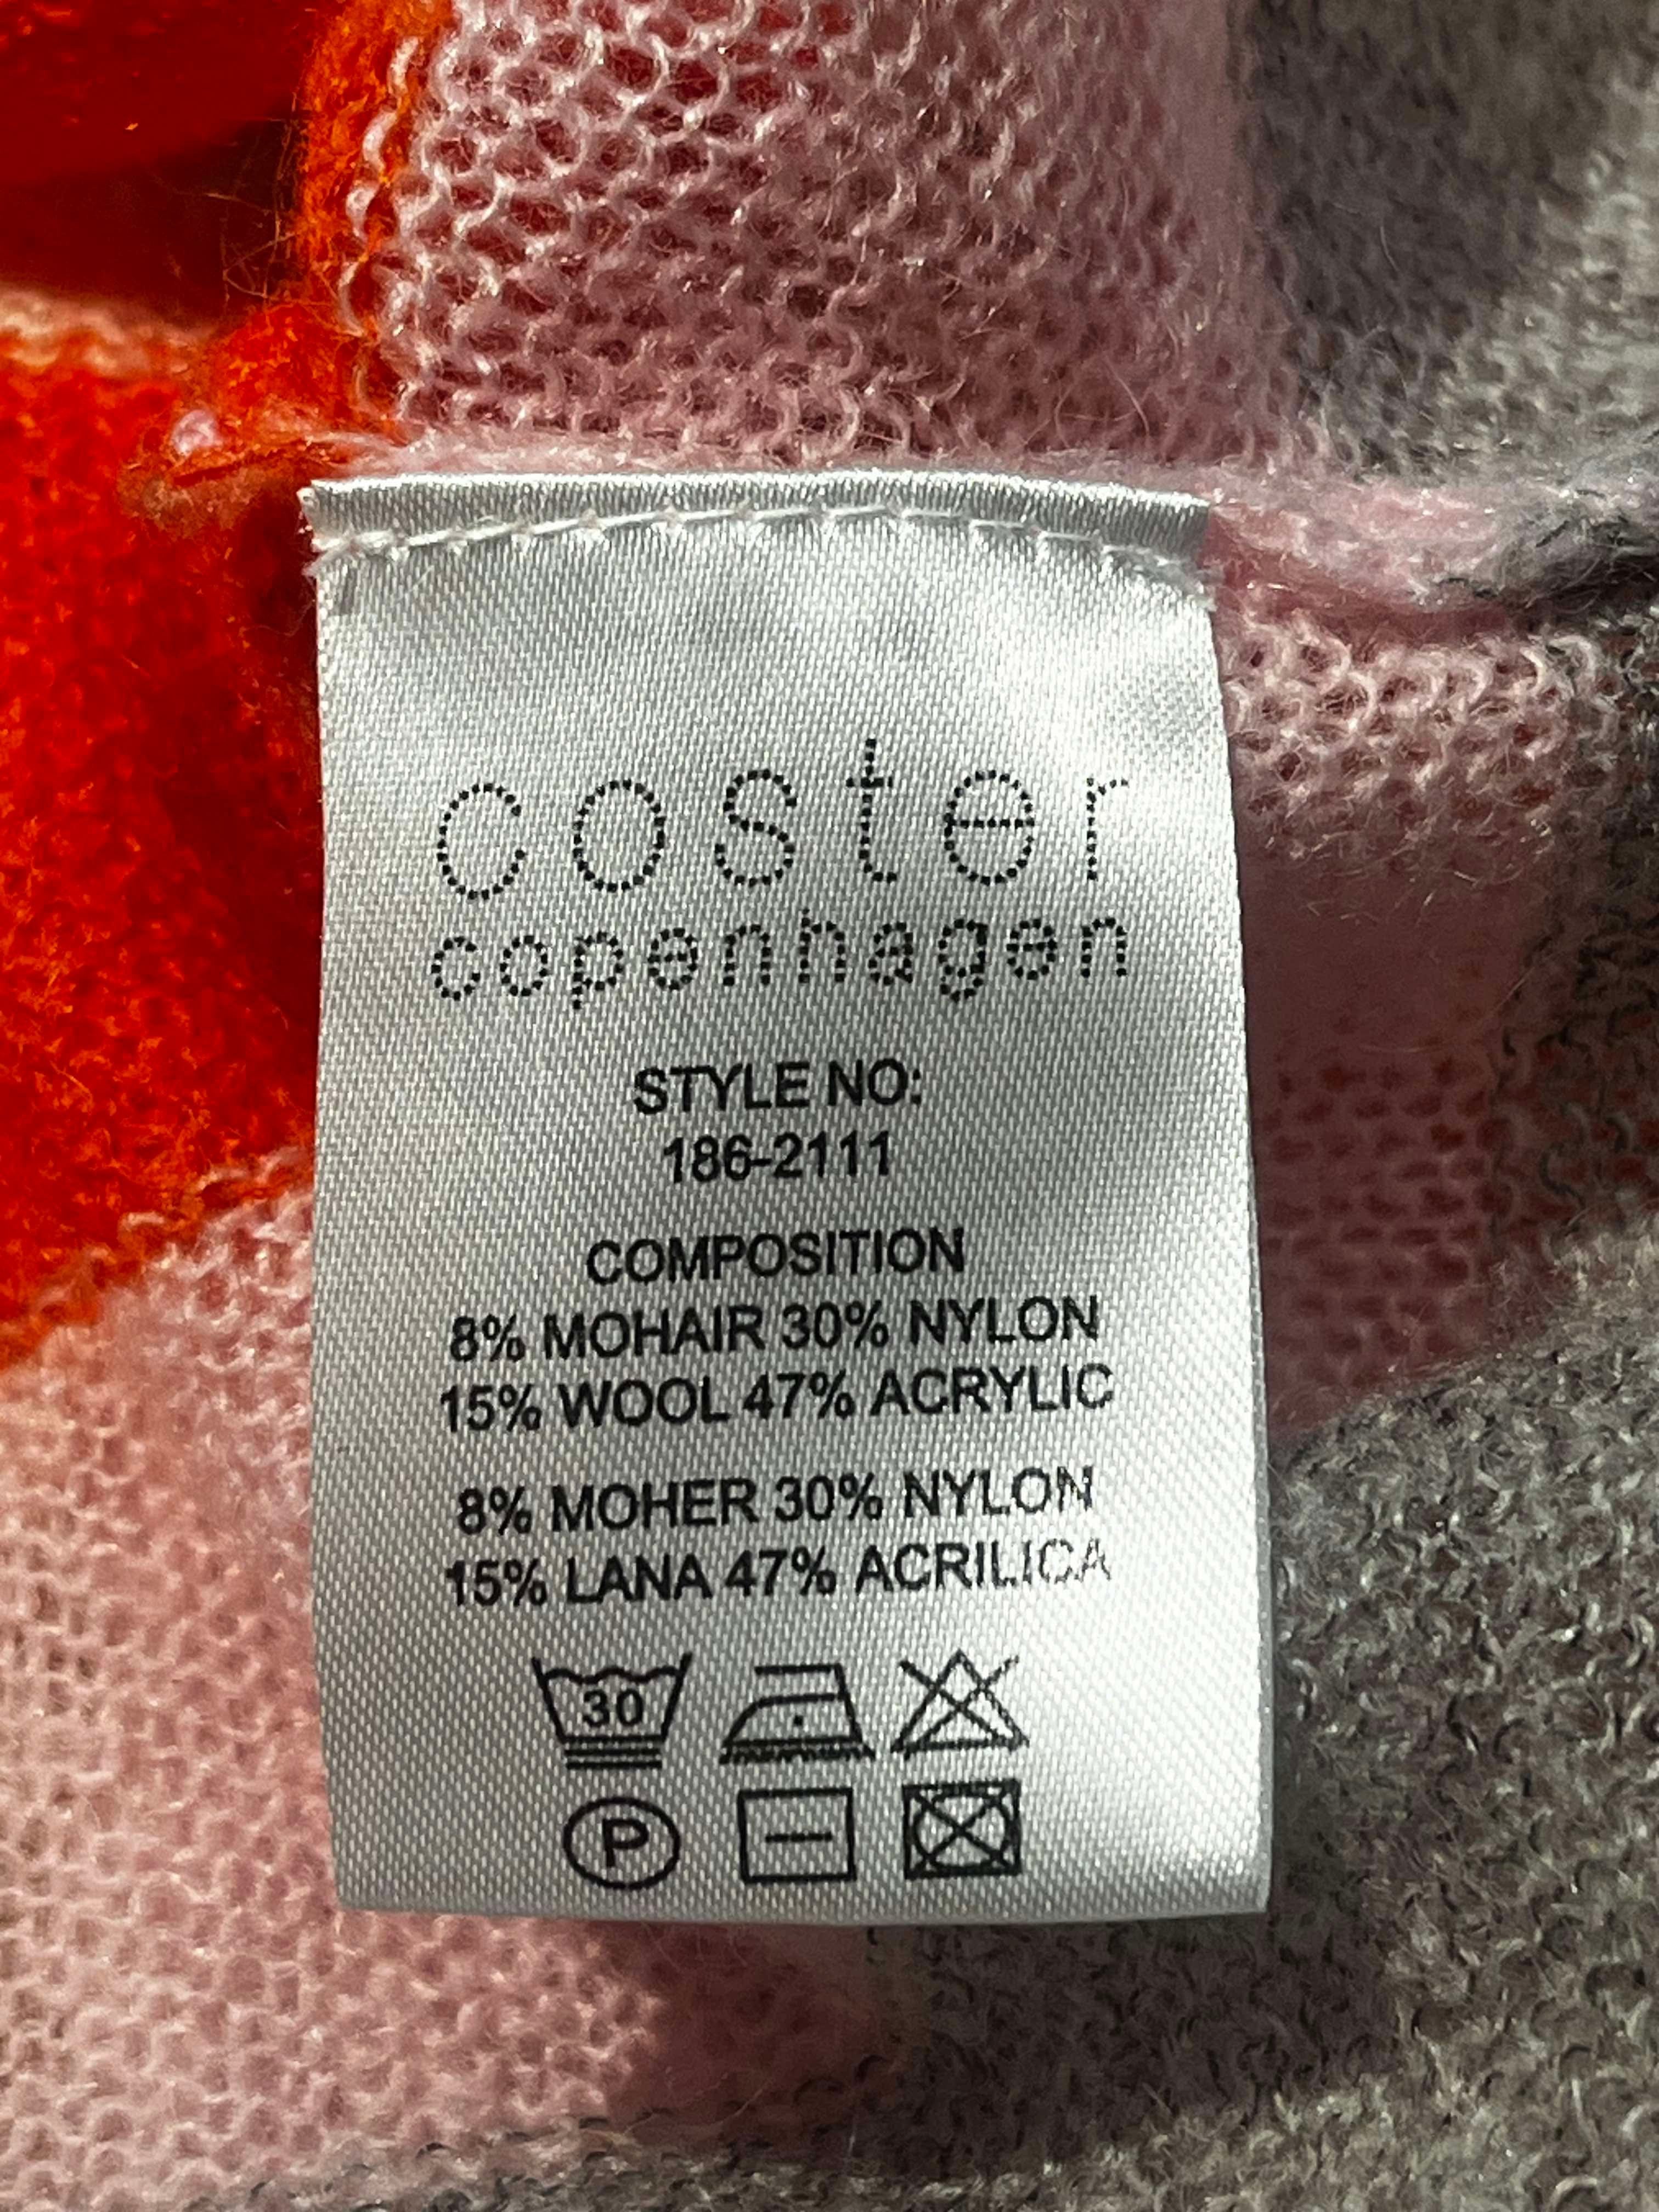 coster
copenhagen
STYLE NO:
186-2111
COMPOSITION
8% MOHAIR 30% NYLON
15% WOOL 47% ACRYLIC
8% MOHER 30% NYLON
15% LANA 47% ACRILICA
30
P